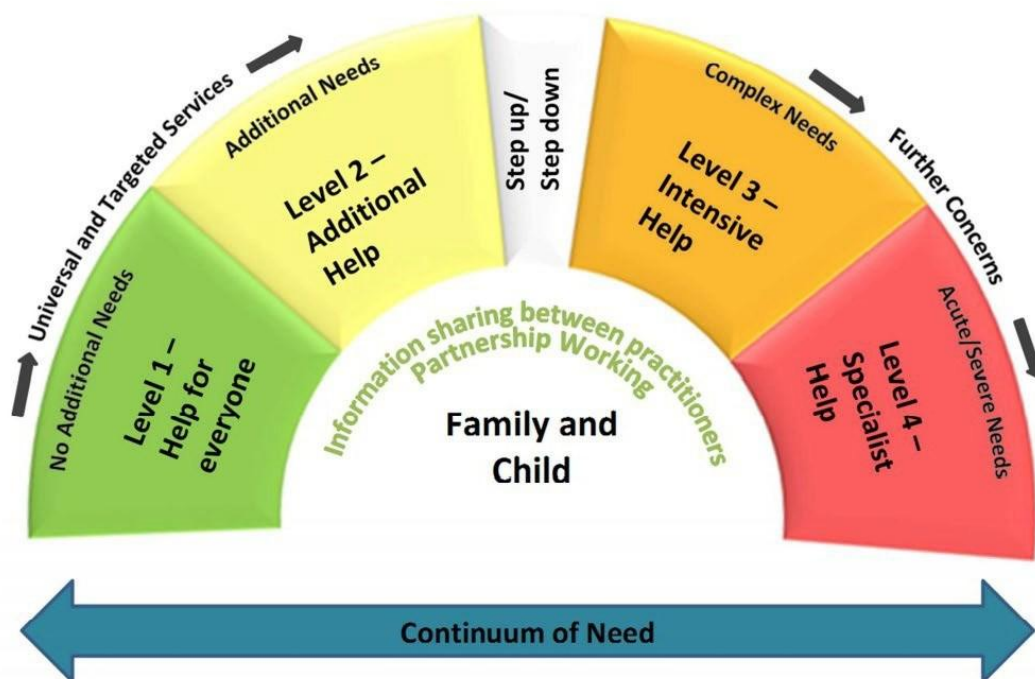 Universal and Targeted Services
No Additional Needs
Level 1 –
Help for
everyone
Additional Needs
Level 2 –
Additional
Help
Step up/
Step down
Complex Needs
Level 3 –
Intensive
Help
Further Concerns
Acute/Severe Needs
Level 4 –
Specialist
Help
Information sharing between practitioners
Partnership Working
Family and
Child
Continuum of Need